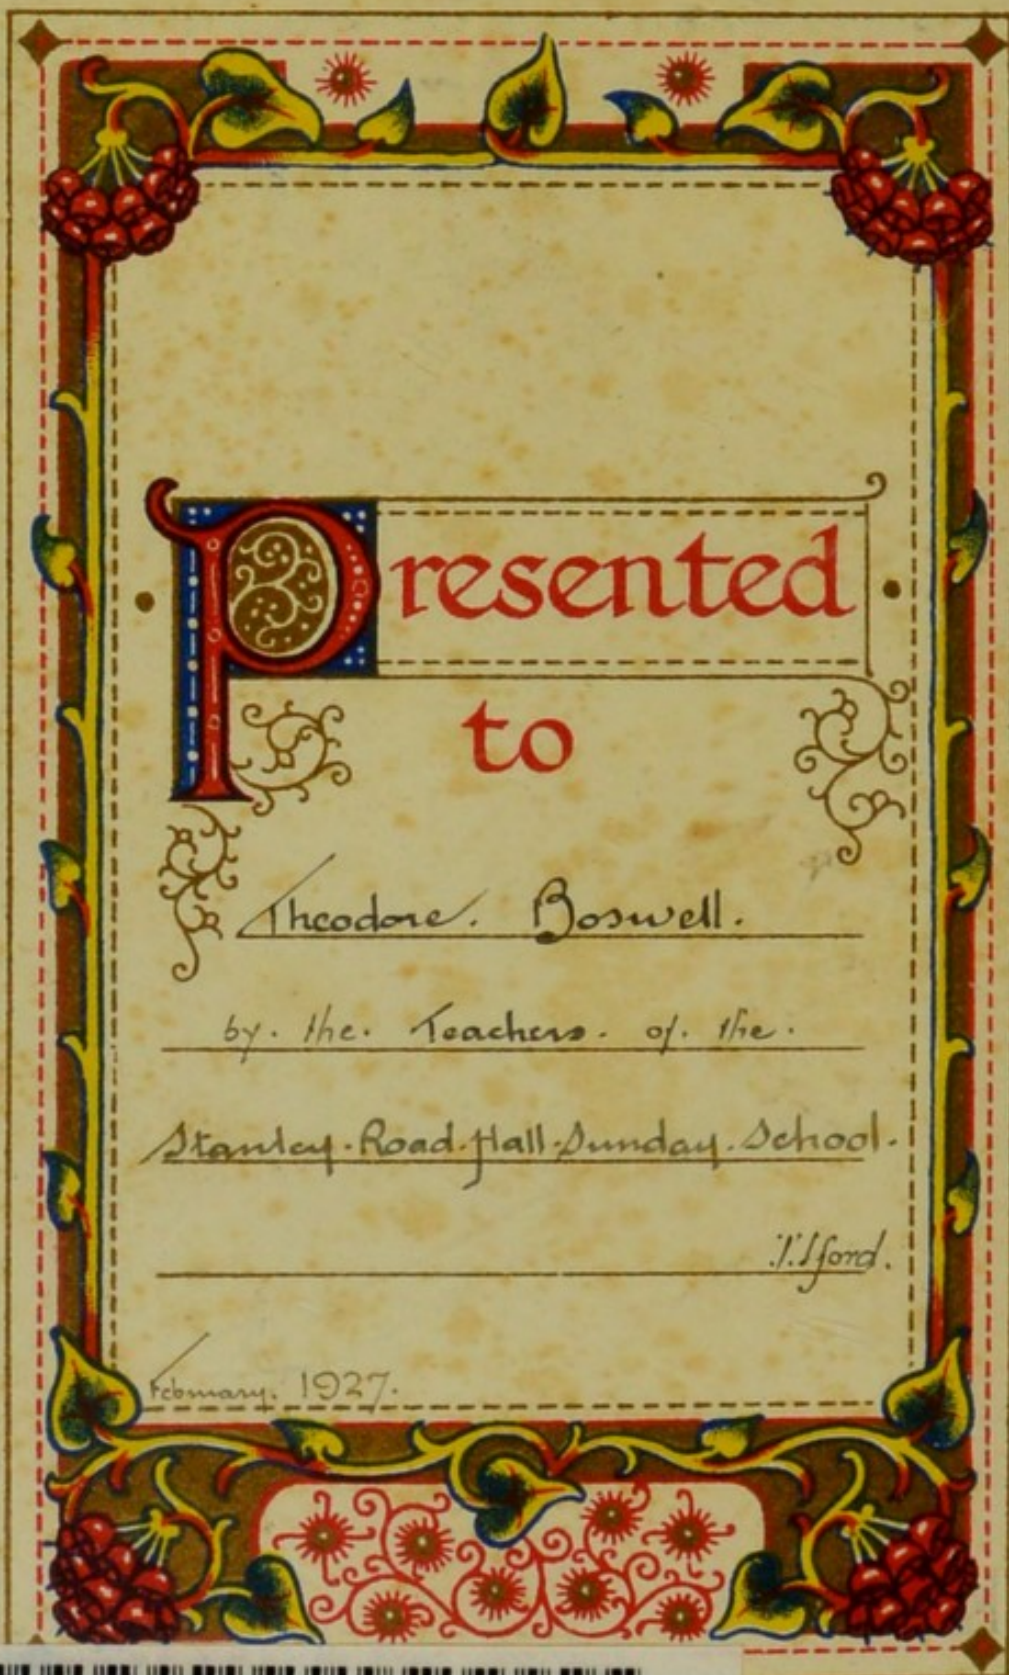 Presented
to
Theodore. Boswell.
by. the. Teachers. of. the.
Stanley. Road. Hall. Sunday. School.
Ilford.
February. 1927.